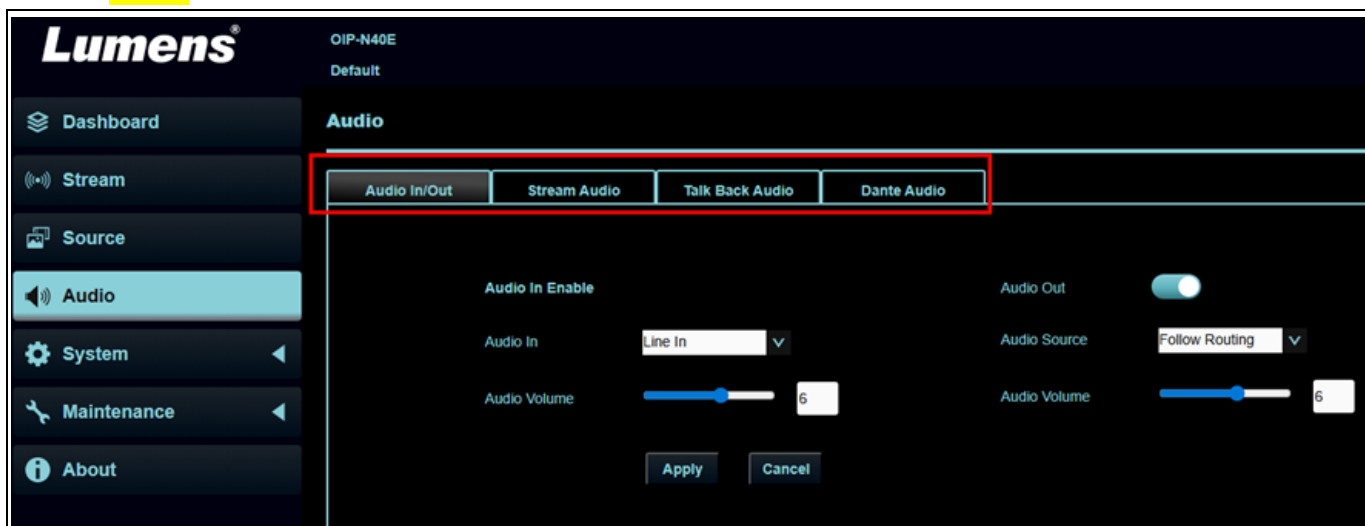 Lumens®
OIP-N40E
Default
Dashboard
Stream
Source
Audio
System
Maintenance
About
Audio
Audio In/Out Stream Audio Talk Back Audio Dante Audio
Audio In Enable Audio Out
Audio In Line In Audio Source Follow Routing
Audio Volume 6 Audio Volume 6
Apply Cancel